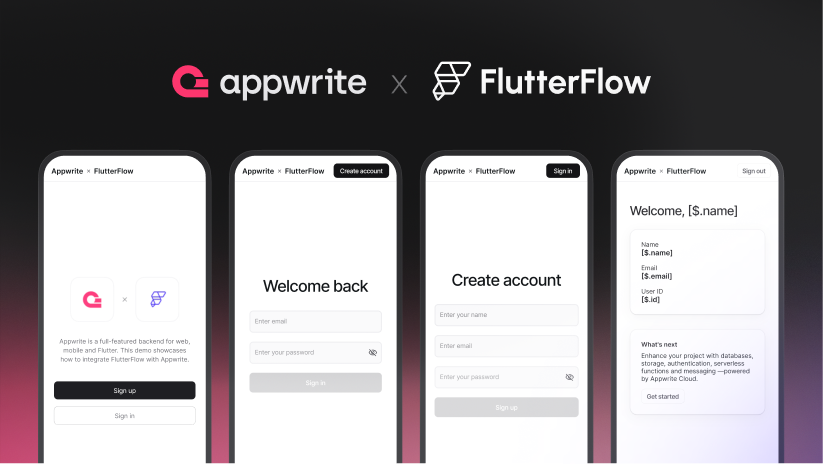 appwrite x FlutterFlow
Appwrite × FlutterFlow
×
Appwrite is a full-featured backend for web,
mobile and Flutter. This demo showcases
how to integrate FlutterFlow with Appwrite.
Sign up
Sign in
Appwrite × FlutterFlow Create account
Welcome back
Enter email
Enter your password
Sign in
Appwrite × FlutterFlow Sign in
Create account
Enter your name
Enter email
Enter your password
Sign up
Appwrite × FlutterFlow Sign out
Welcome, [$.name]
Name
[$.name]
Email
[$.email]
User ID
[$.id]
What's next
Enhance your project with databases,
storage, authentication, serverless
functions and messaging —powered
by Appwrite Cloud.
Get started